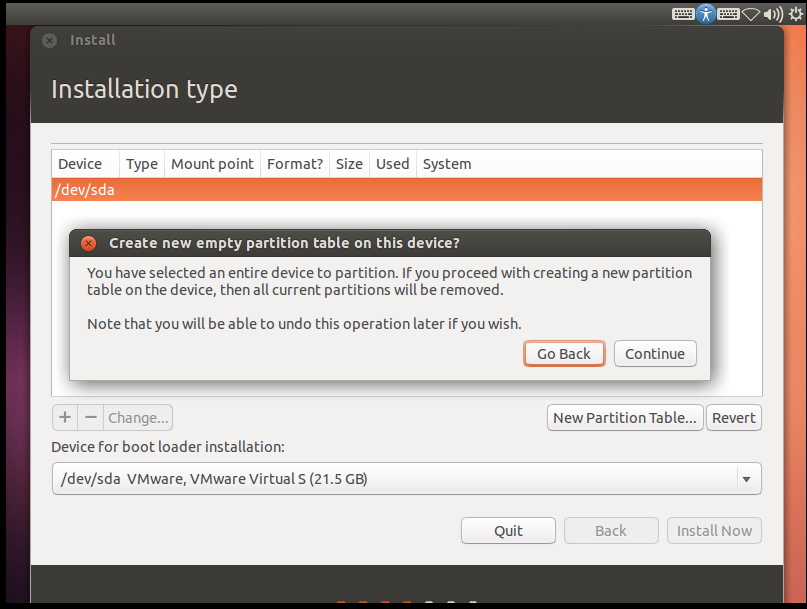 Install
Installation type
Device Type Mount point Format? Size Used System
/dev/sda
Create new empty partition table on this device?
You have selected an entire device to partition. If you proceed with creating a new partition
table on the device, then all current partitions will be removed.
Note that you will be able to undo this operation later if you wish.
Go Back Continue
+ − Change... New Partition Table... Revert
Device for boot loader installation:
/dev/sda VMware, VMware Virtual S (21.5 GB)
Quit Back Install Now